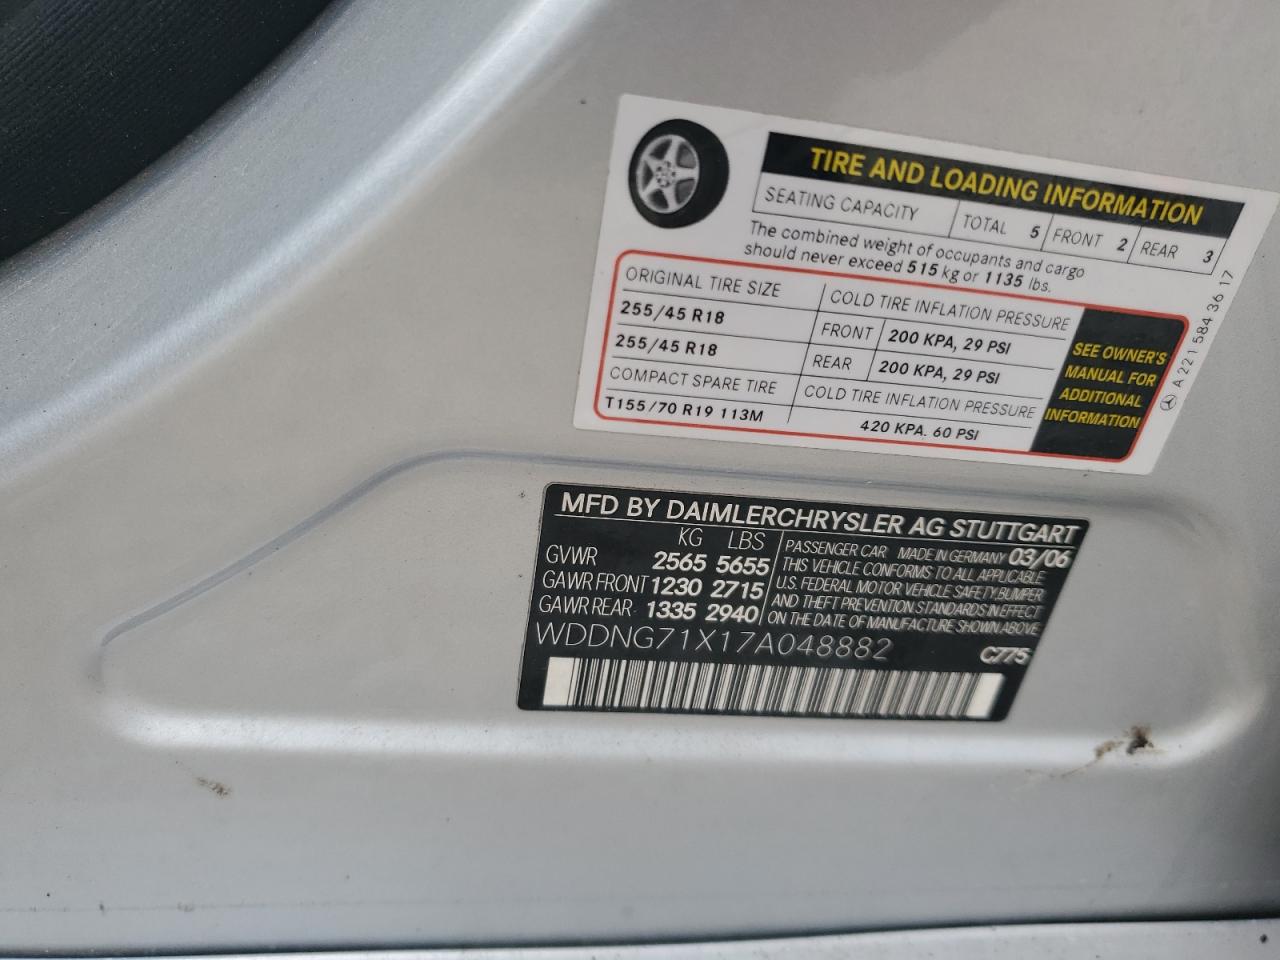 TIRE AND LOADING INFORMATION
SEATING CAPACITY TOTAL 5 FRONT 2 REAR 3
The combined weight of occupants and cargo
should never exceed 515 kg or 1135 lbs.
ORIGINAL TIRE SIZE COLD TIRE INFLATION PRESSURE
255/45 R18 FRONT 200 KPA, 29 PSI
255/45 R18 REAR 200 KPA, 29 PSI
COMPACT SPARE TIRE COLD TIRE INFLATION PRESSURE
T155/70 R19 113M 420 KPA. 60 PSI
SEE OWNER'S
MANUAL FOR
ADDITIONAL
INFORMATION
A 221 584 36 17
MFD BY DAIMLERCHRYSLER AG STUTTGART
KG LBS
GVWR 2565 5655
GAWR FRONT 1230 2715
GAWR REAR 1335 2940
PASSENGER CAR MADE IN GERMANY 03/06
THIS VEHICLE CONFORMS TO ALL APPLICABLE
U.S. FEDERAL MOTOR VEHICLE SAFETY, BUMPER
AND THEFT PREVENTION STANDARDS IN EFFECT
ON THE DATE OF MANUFACTURE SHOWN ABOVE
WDDNG71X17A048882 C775